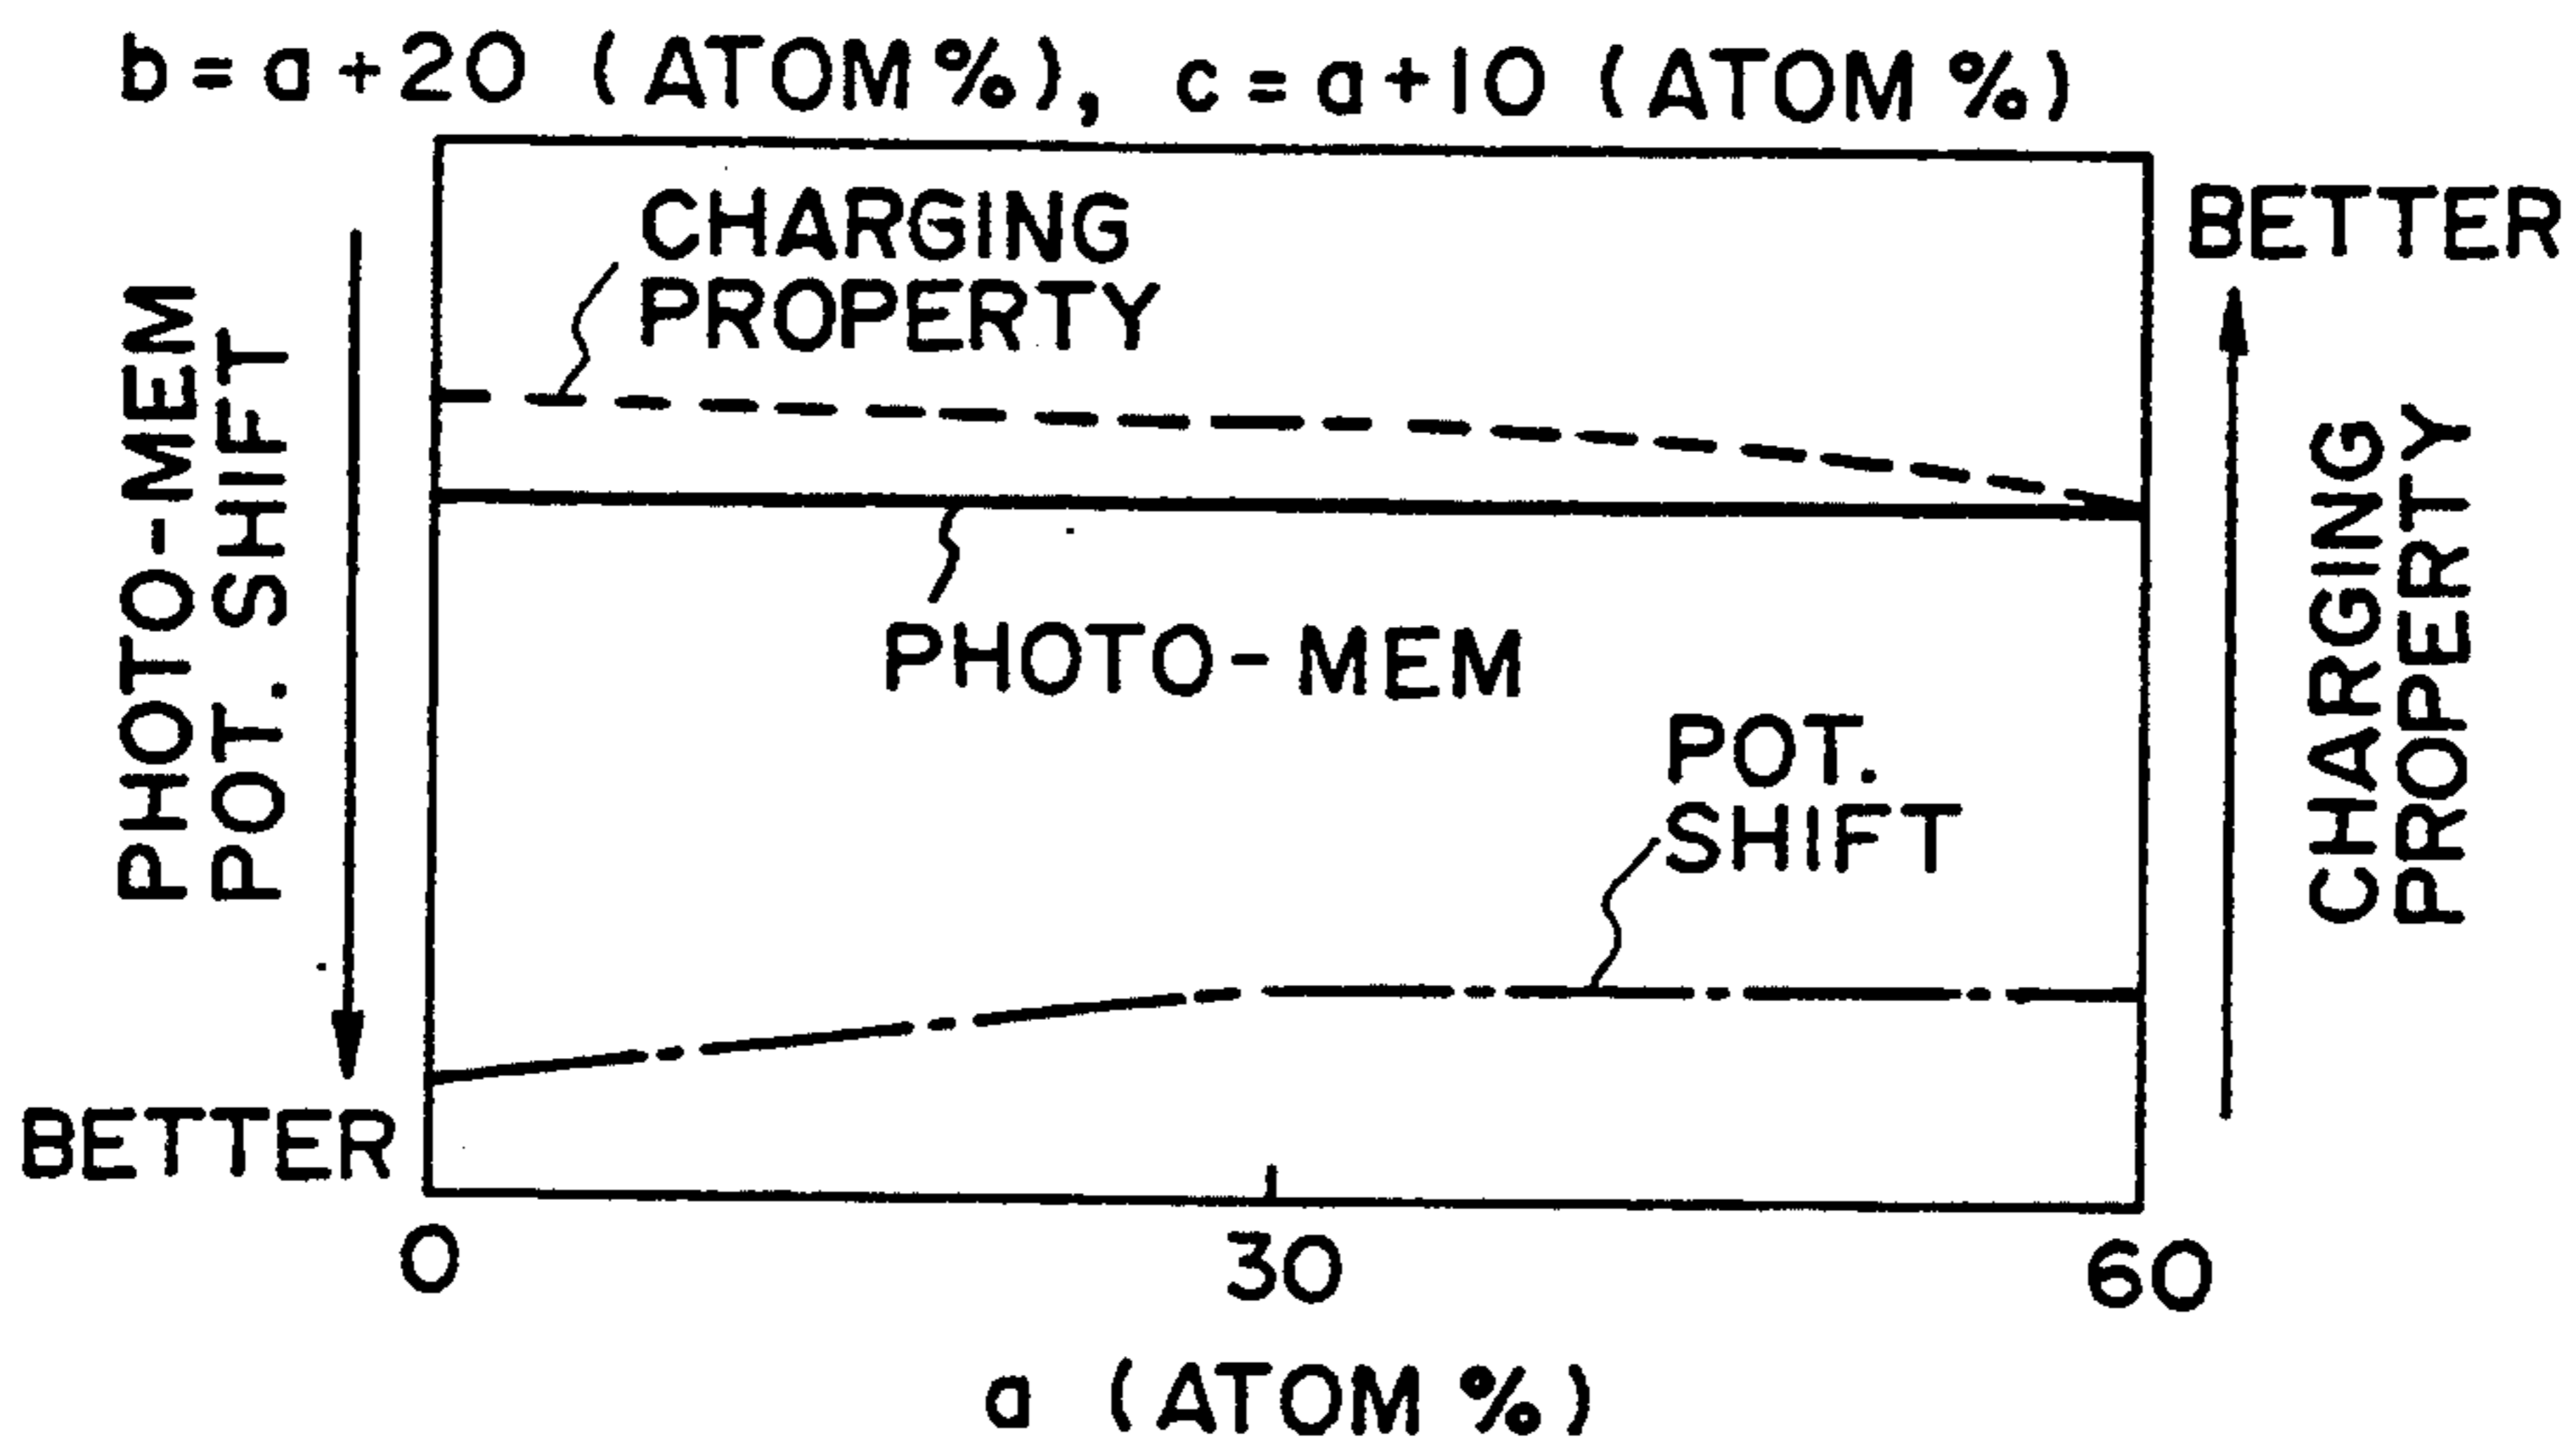 b = a + 20 (ATOM %), c = a + 10 (ATOM %)
CHARGING
PROPERTY
BETTER
PHOTO-MEM
POT. SHIFT
PHOTO-MEM
POT.
SHIFT
CHARGING
PROPERTY
BETTER
0
30
60
a (ATOM %)